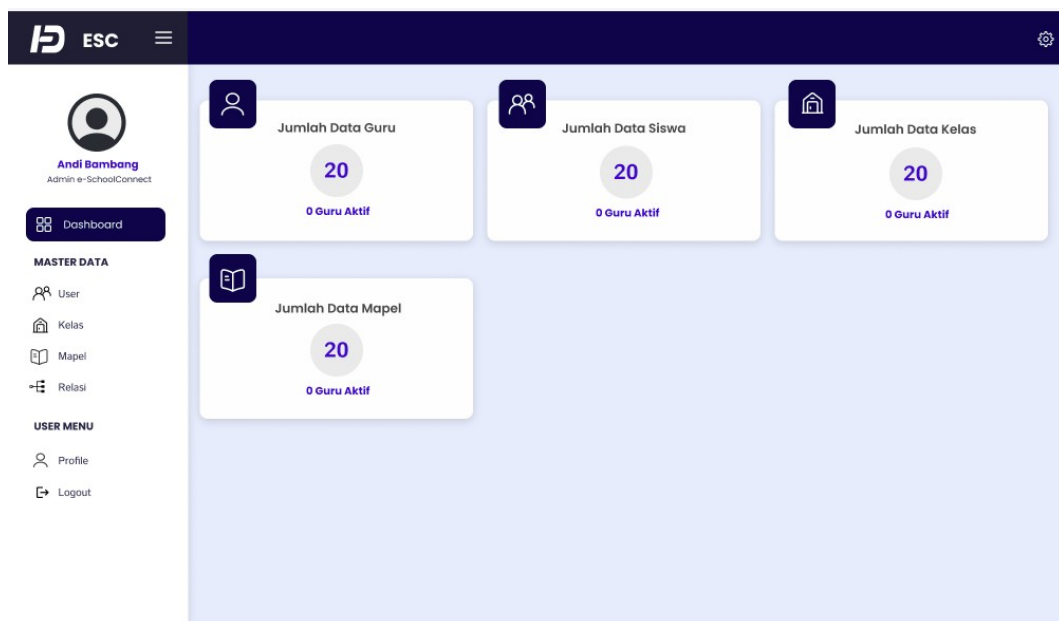 ESC
Andi Bambang
Admin e-SchoolConnect
Dashboard
MASTER DATA
User
Kelas
Mapel
Relasi
USER MENU
Profile
Logout
Jumlah Data Guru
20
0 Guru Aktif
Jumlah Data Siswa
20
0 Guru Aktif
Jumlah Data Kelas
20
0 Guru Aktif
Jumlah Data Mapel
20
0 Guru Aktif